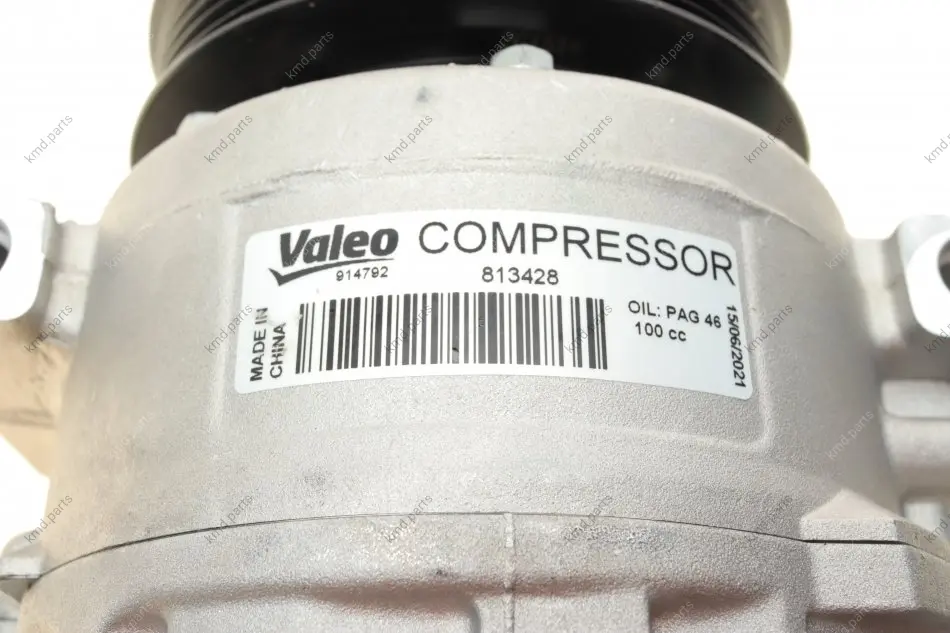 Valeo COMPRESSOR
914792
813428
MADE IN
CHINA
OIL: PAG 46
100 cc
15/06/2021
kmd.parts